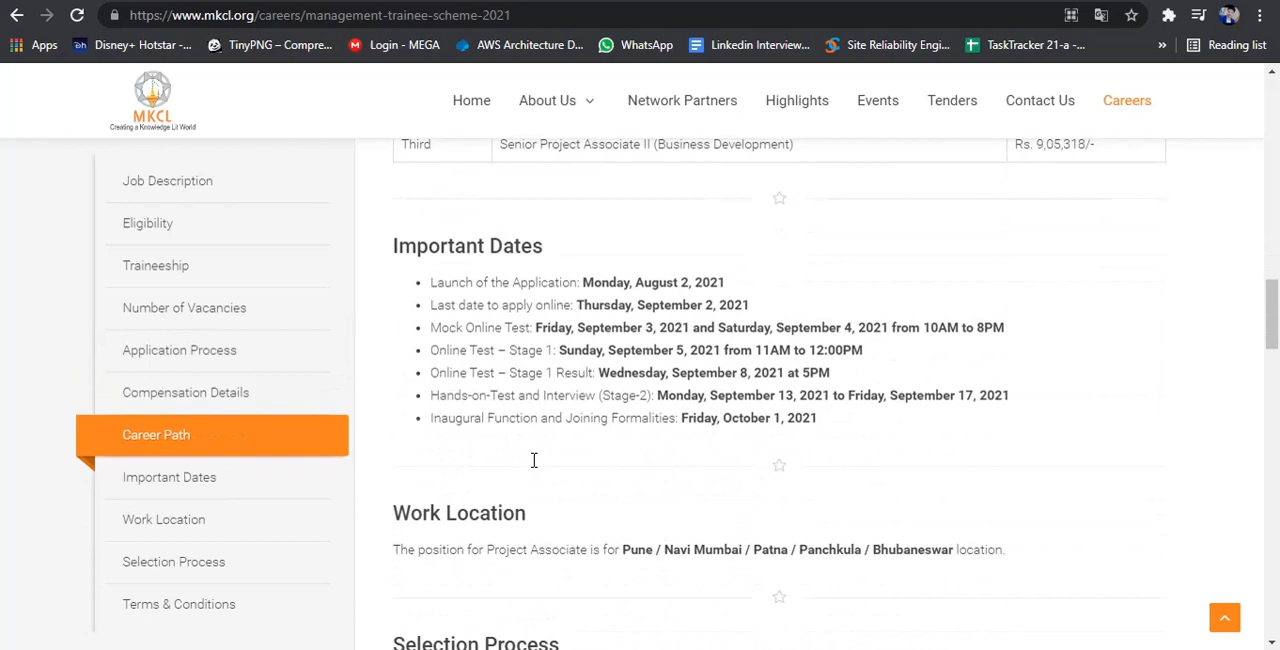 https://www.mkcl.org/careers/management-trainee-scheme-2021
Apps
Disney+ Hotstar -...
TinyPNG – Compre...
Login - MEGA
AWS Architecture D...
WhatsApp
Linkedin Interview...
Site Reliability Engi...
TaskTracker 21-a -...
»
Reading list
MKCL
Creating a Knowledge Lit World
Home
About Us
Network Partners
Highlights
Events
Tenders
Contact Us
Careers
Job Description
Eligibility
Traineeship
Number of Vacancies
Application Process
Compensation Details
Career Path
Important Dates
Work Location
Selection Process
Terms & Conditions
Third Senior Project Associate II (Business Development) Rs. 9,05,318/-
Important Dates
• Launch of the Application: Monday, August 2, 2021
• Last date to apply online: Thursday, September 2, 2021
• Mock Online Test: Friday, September 3, 2021 and Saturday, September 4, 2021 from 10AM to 8PM
• Online Test – Stage 1: Sunday, September 5, 2021 from 11AM to 12:00PM
• Online Test – Stage 1 Result: Wednesday, September 8, 2021 at 5PM
• Hands-on-Test and Interview (Stage-2): Monday, September 13, 2021 to Friday, September 17, 2021
• Inaugural Function and Joining Formalities: Friday, October 1, 2021
Work Location
The position for Project Associate is for Pune / Navi Mumbai / Patna / Panchkula / Bhubaneswar location.
Selection Process